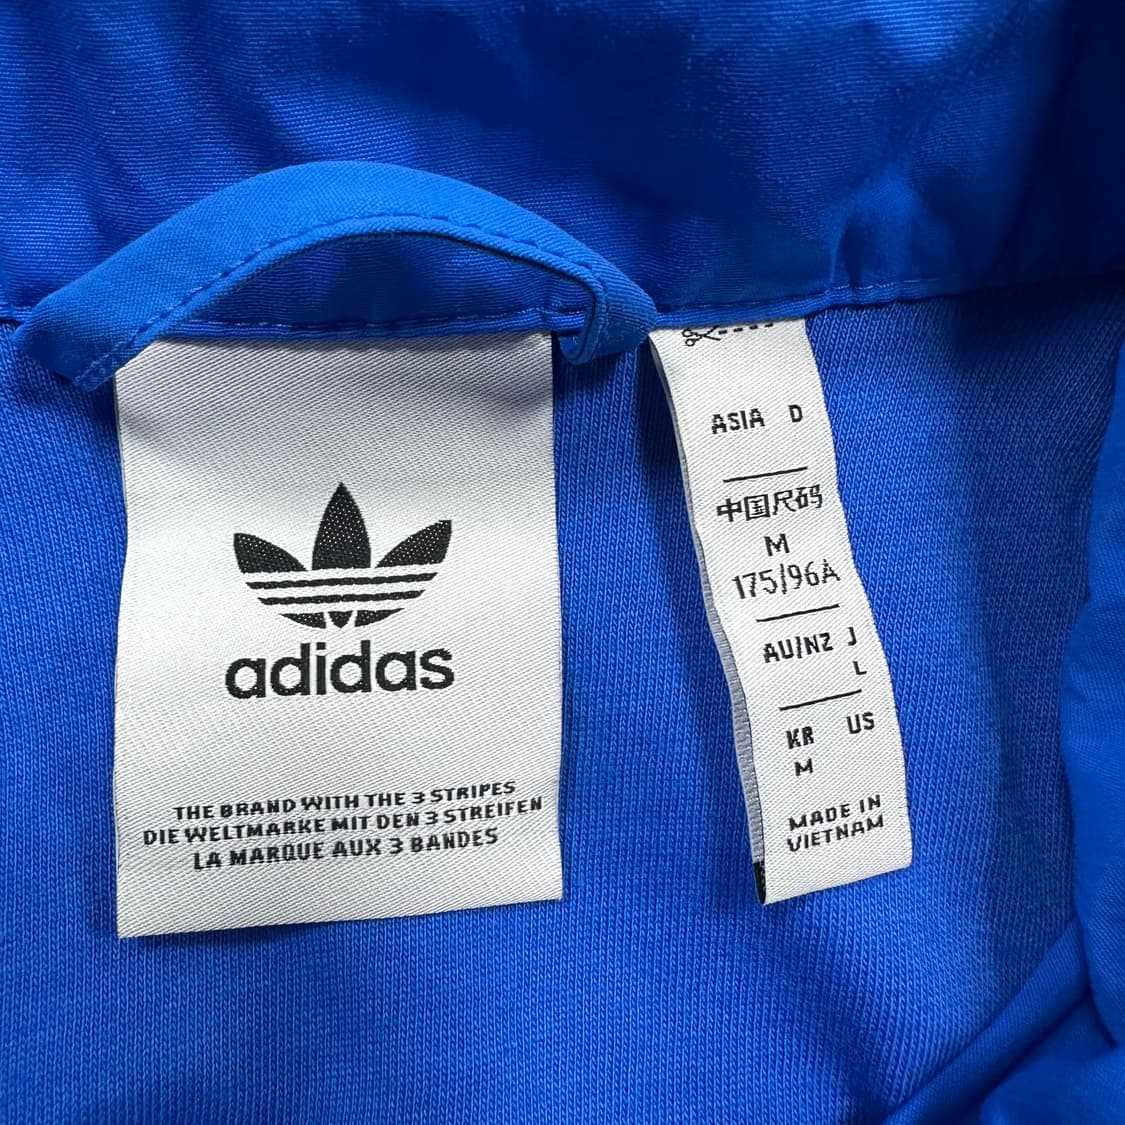 adidas
THE BRAND WITH THE 3 STRIPES
DIE WELTMARKE MIT DEN 3 STREIFEN
LA MARQUE AUX 3 BANDES
ASIA D
中国尺码
M
175/96A
AU/NZ J
L
KR US
M
MADE IN
VIETNAM